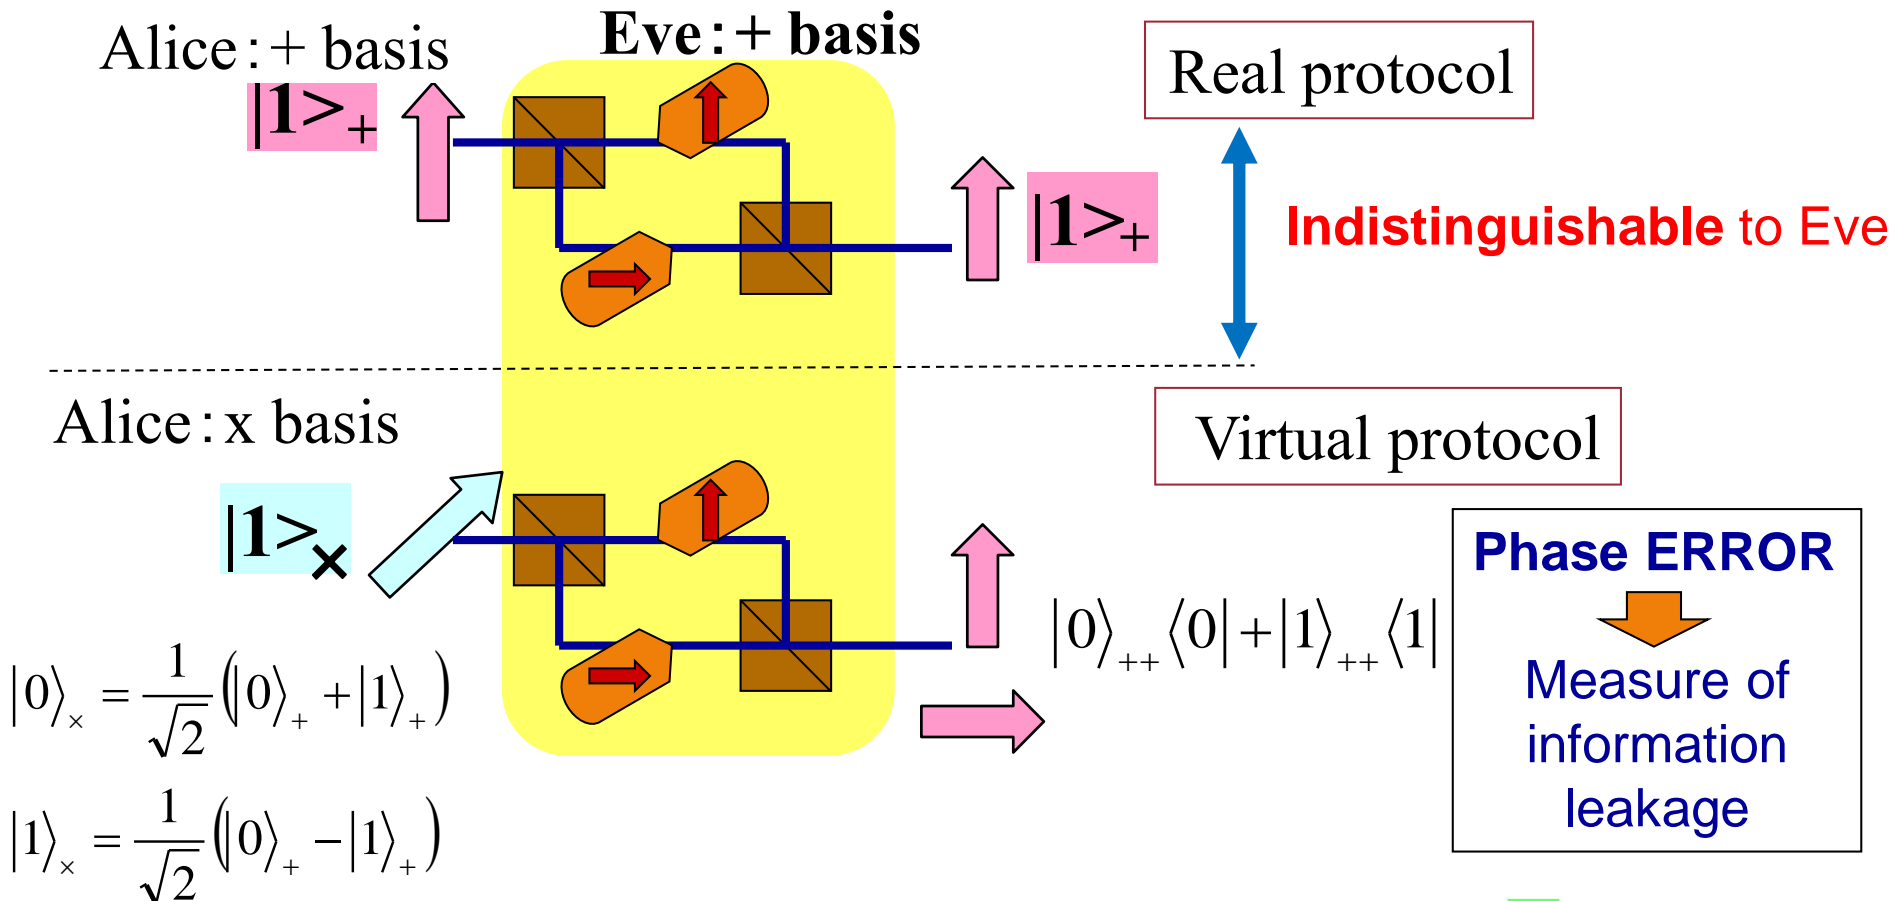 Alice:+ basis
Eve:+ basis
Real protocol
|1>₊
|1>₊
Indistinguishable to Eve
Alice:x basis
Virtual protocol
|1>×
Phase ERROR
|0⟩₊₊⟨0|+|1⟩₊₊⟨1|
Measure of
information
leakage
|0⟩× = 1/√2 (|0⟩₊ + |1⟩₊)
|1⟩× = 1/√2 (|0⟩₊ − |1⟩₊)